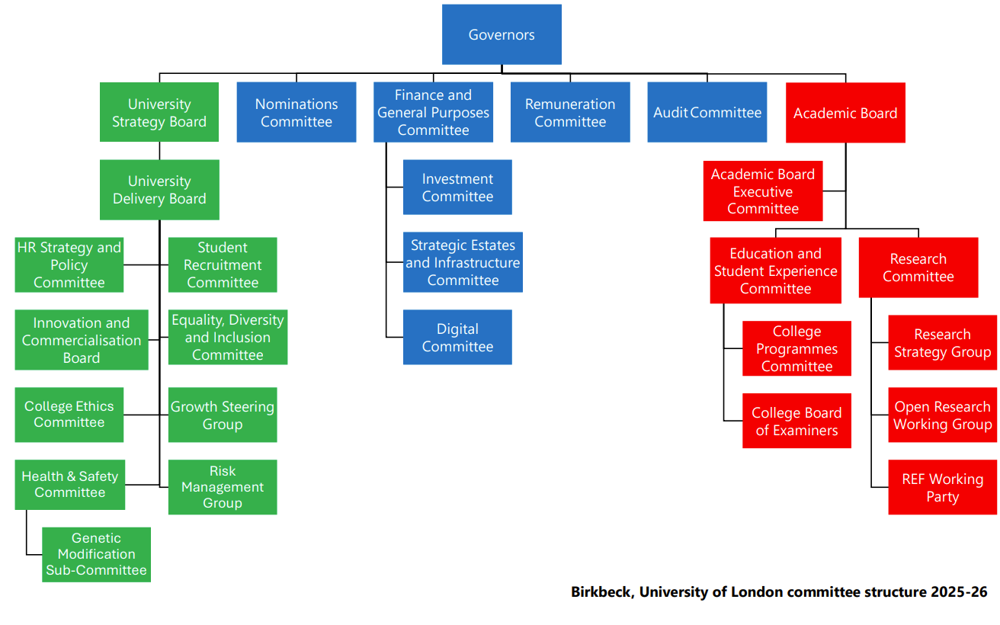 Governors
University
Strategy Board
Nominations
Committee
Finance and
General Purposes
Committee
Remuneration
Committee
Audit Committee
Academic Board
University
Delivery Board
Investment
Committee
Academic Board
Executive
Committee
HR Strategy and
Policy
Committee
Student
Recruitment
Committee
Strategic Estates
and Infrastructure
Committee
Education and
Student Experience
Committee
Research
Committee
Innovation and
Commercialisation
Board
Equality, Diversity
and Inclusion
Committee
Digital
Committee
College
Programmes
Committee
Research
Strategy Group
College Ethics
Committee
Growth Steering
Group
College Board
of Examiners
Open Research
Working Group
Health & Safety
Committee
Risk
Management
Group
REF Working
Party
Genetic
Modification
Sub-Committee
Birkbeck, University of London committee structure 2025-26